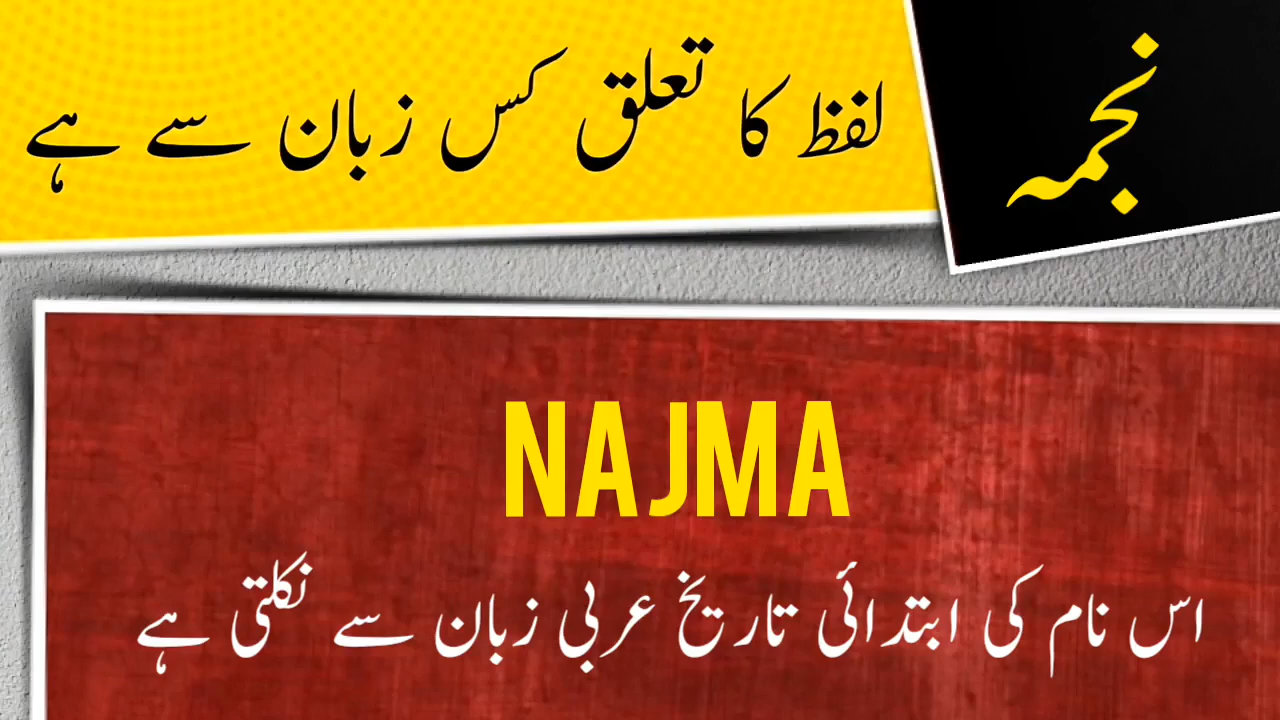 نجمہ
لفظ کا تعلق کس زبان سے ہے
NAJMA
اس نام کی ابتدائی تاریخ عربی زبان سے نکلتی ہے